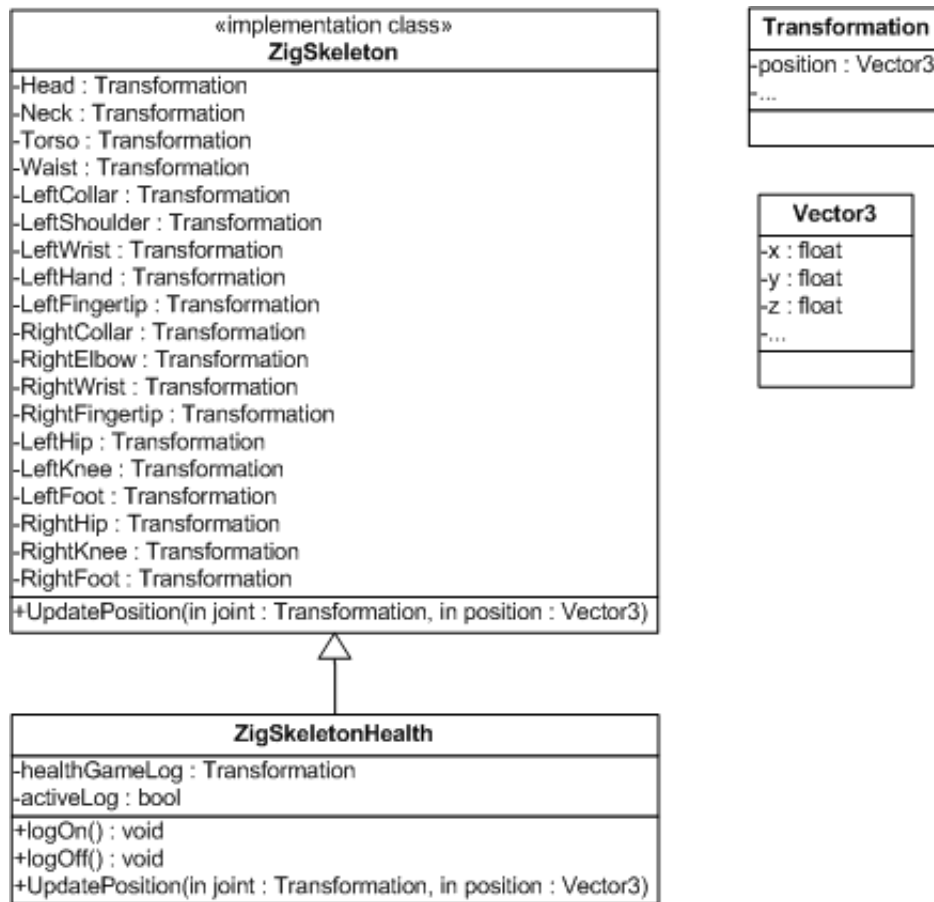 «implementation class»
ZigSkeleton
-Head : Transformation
-Neck : Transformation
-Torso : Transformation
-Waist : Transformation
-LeftCollar : Transformation
-LeftShoulder : Transformation
-LeftWrist : Transformation
-LeftHand : Transformation
-LeftFingertip : Transformation
-RightCollar : Transformation
-RightElbow : Transformation
-RightWrist : Transformation
-RightFingertip : Transformation
-LeftHip : Transformation
-LeftKnee : Transformation
-LeftFoot : Transformation
-RightHip : Transformation
-RightKnee : Transformation
-RightFoot : Transformation
+UpdatePosition(in joint : Transformation, in position : Vector3)
Transformation
-position : Vector3
-...
Vector3
-x : float
-y : float
-z : float
-...
ZigSkeletonHealth
-healthGameLog : Transformation
-activeLog : bool
+logOn() : void
+logOff() : void
+UpdatePosition(in joint : Transformation, in position : Vector3)